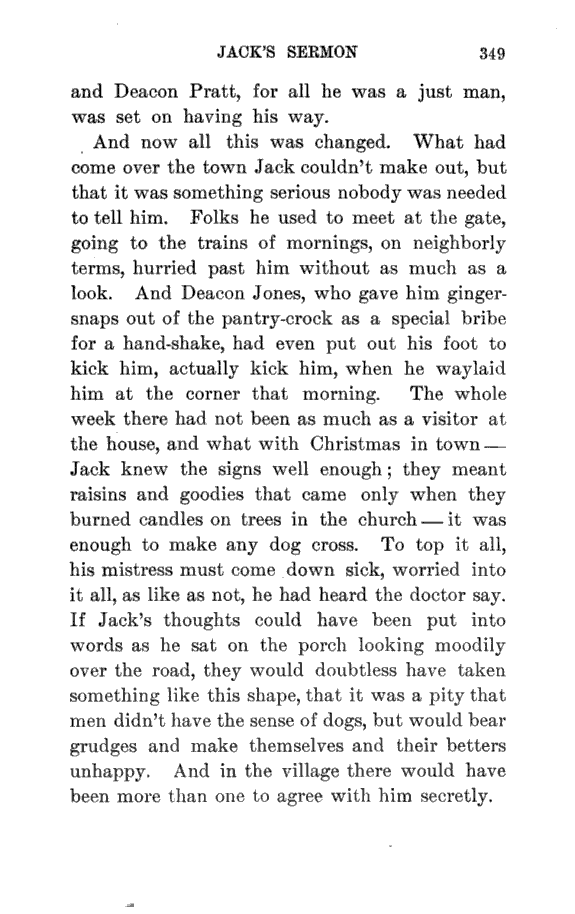 JACK'S SERMON 349
and Deacon Pratt, for all he was a just man,
was set on having his way.
And now all this was changed. What had
come over the town Jack couldn't make out, but
that it was something serious nobody was needed
to tell him. Folks he used to meet at the gate,
going to the trains of mornings, on neighborly
terms, hurried past him without as much as a
look. And Deacon Jones, who gave him ginger-
snaps out of the pantry-crock as a special bribe
for a hand-shake, had even put out his foot to
kick him, actually kick him, when he waylaid
him at the corner that morning. The whole
week there had not been as much as a visitor at
the house, and what with Christmas in town —
Jack knew the signs well enough; they meant
raisins and goodies that came only when they
burned candles on trees in the church — it was
enough to make any dog cross. To top it all,
his mistress must come down sick, worried into
it all, as like as not, he had heard the doctor say.
If Jack's thoughts could have been put into
words as he sat on the porch looking moodily
over the road, they would doubtless have taken
something like this shape, that it was a pity that
men didn't have the sense of dogs, but would bear
grudges and make themselves and their betters
unhappy. And in the village there would have
been more than one to agree with him secretly.